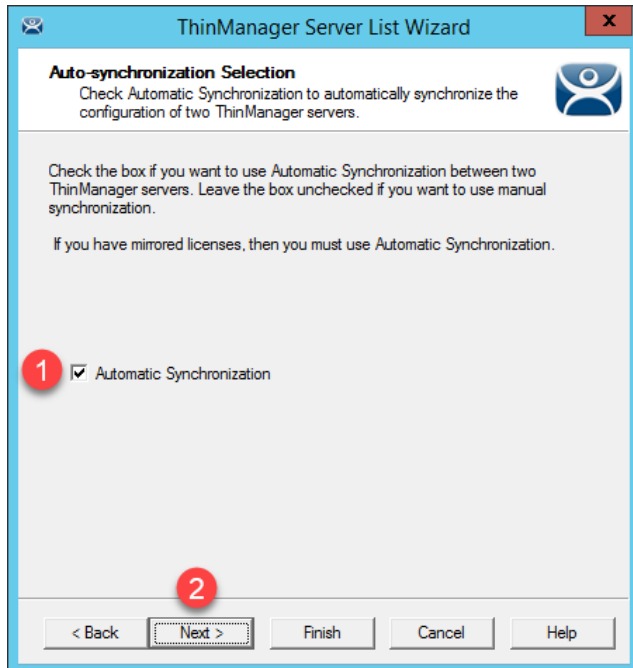 ThinManager Server List Wizard
x
Auto-synchronization Selection
Check Automatic Synchronization to automatically synchronize the
configuration of two ThinManager servers.
Check the box if you want to use Automatic Synchronization between two
ThinManager servers. Leave the box unchecked if you want to use manual
synchronization.
If you have mirrored licenses, then you must use Automatic Synchronization.
1 Automatic Synchronization
2
< Back Next > Finish Cancel Help